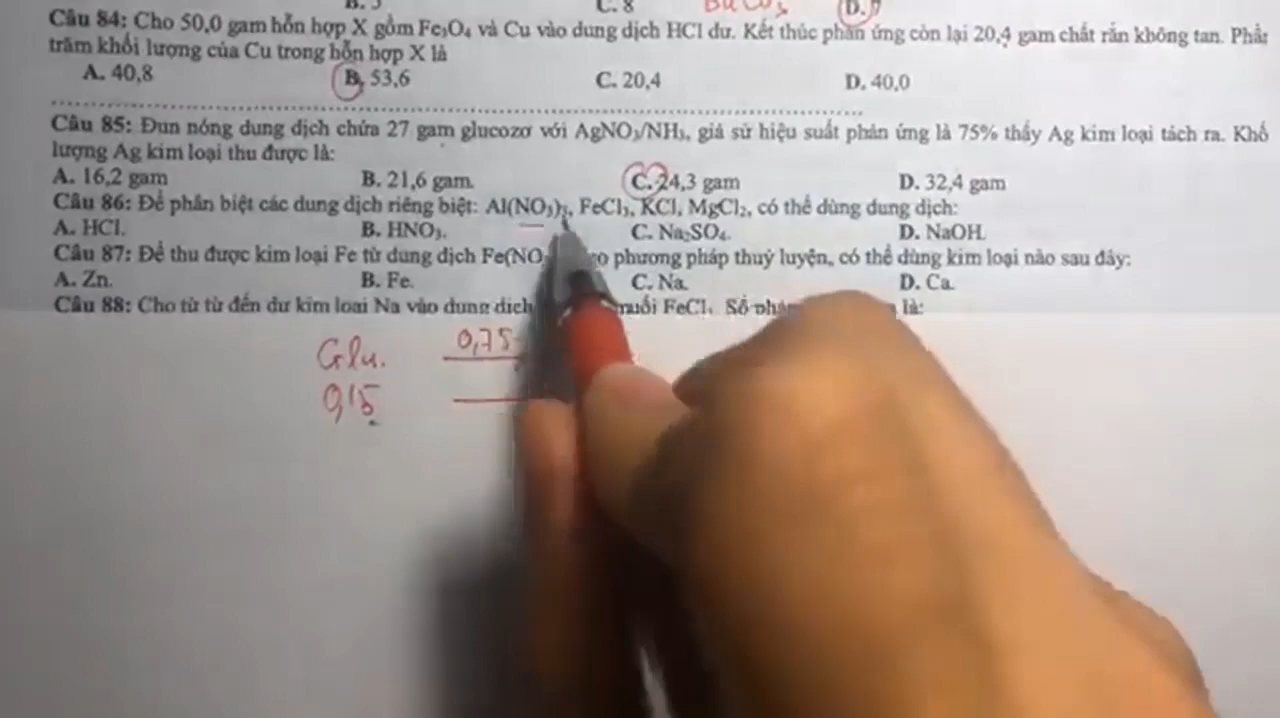 B. 3 C. 8 BaCO₃ D. 9
Câu 84: Cho 50,0 gam hỗn hợp X gồm Fe₃O₄ và Cu vào dung dịch HCl dư. Kết thúc phản ứng còn lại 20,4 gam chất rắn không tan. Phần
trăm khối lượng của Cu trong hỗn hợp X là
A. 40,8 B. 53,6 C. 20,4 D. 40,0
Câu 85: Đun nóng dung dịch chứa 27 gam glucozơ với AgNO₃/NH₃, giả sử hiệu suất phản ứng là 75% thấy Ag kim loại tách ra. Khố
lượng Ag kim loại thu được là:
A. 16,2 gam B. 21,6 gam. C. 24,3 gam D. 32,4 gam
Câu 86: Để phân biệt các dung dịch riêng biệt: Al(NO₃)₃, FeCl₃, KCl, MgCl₂, có thể dùng dung dịch:
A. HCl. B. HNO₃. C. Na₂SO₄. D. NaOH.
Câu 87: Để thu được kim loại Fe từ dung dịch Fe(NO phương pháp thuỷ luyện, có thể dùng kim loại nào sau đây:
A. Zn. B. Fe. C. Na. D. Ca.
Câu 88: Cho từ từ đến dư kim loại Na vào dung dịch muối FeCl₃. Số là:
Glu. 0,75
0,15